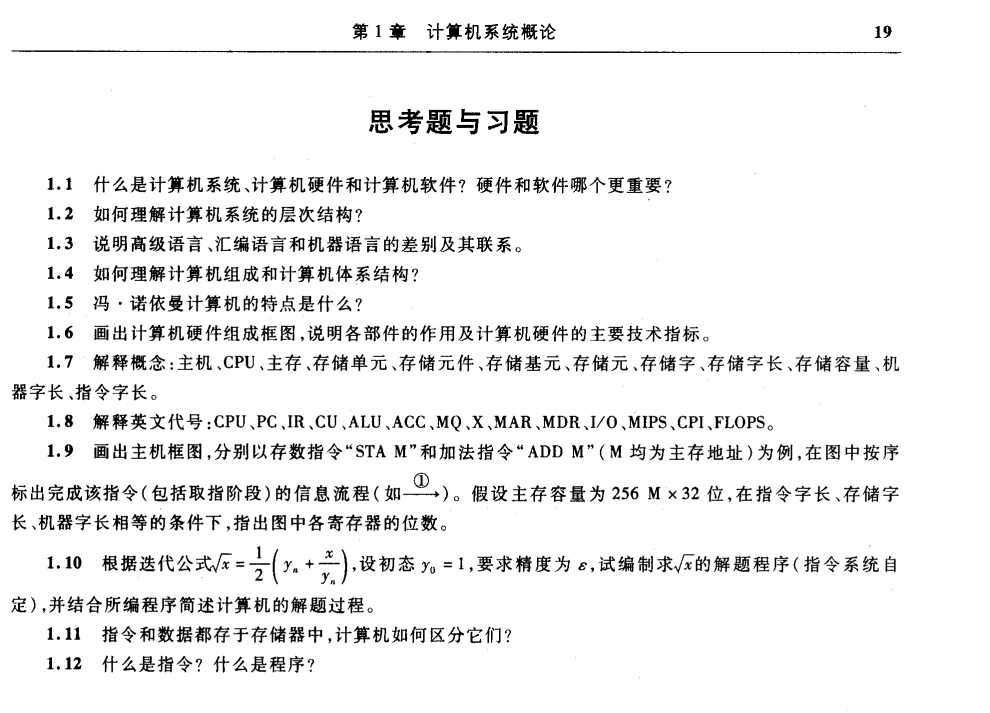 第 1 章 计算机系统概论 19
思考题与习题
1.1 什么是计算机系统、计算机硬件和计算机软件? 硬件和软件哪个更重要?
1.2 如何理解计算机系统的层次结构?
1.3 说明高级语言、汇编语言和机器语言的差别及其联系。
1.4 如何理解计算机组成和计算机体系结构?
1.5 冯·诺依曼计算机的特点是什么?
1.6 画出计算机硬件组成框图,说明各部件的作用及计算机硬件的主要技术指标。
1.7 解释概念:主机、CPU、主存、存储单元、存储元件、存储基元、存储元、存储字、存储字长、存储容量、机
器字长、指令字长。
1.8 解释英文代号:CPU、PC、IR、CU、ALU、ACC、MQ、X、MAR、MDR、I/O、MIPS、CPI、FLOPS。
1.9 画出主机框图,分别以存数指令“STA M”和加法指令“ADD M”(M 均为主存地址)为例,在图中按序
标出完成该指令(包括取指阶段)的信息流程(如—①→)。假设主存容量为 256 M×32 位,在指令字长、存储字
长、机器字长相等的条件下,指出图中各寄存器的位数。
1.10 根据迭代公式√x = 1/2(yₙ + x/yₙ),设初态 y₀ = 1,要求精度为 ε,试编制求√x的解题程序(指令系统自
定),并结合所编程序简述计算机的解题过程。
1.11 指令和数据都存于存储器中,计算机如何区分它们?
1.12 什么是指令? 什么是程序?